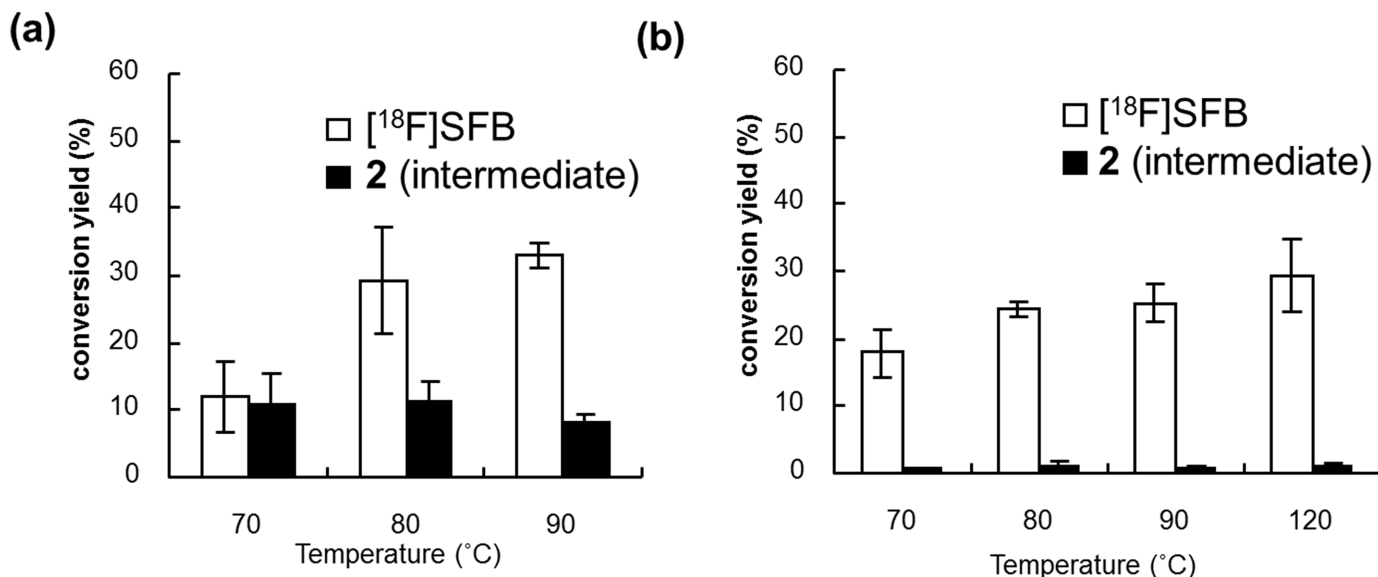 (a)
60
50
40
30
20
10
0
conversion yield (%)
[¹⁸F]SFB
2 (intermediate)
70 80 90
Temperature (˚C)
(b)
60
50
40
30
20
10
0
conversion yield (%)
[¹⁸F]SFB
2 (intermediate)
70 80 90 120
Temperature (˚C)